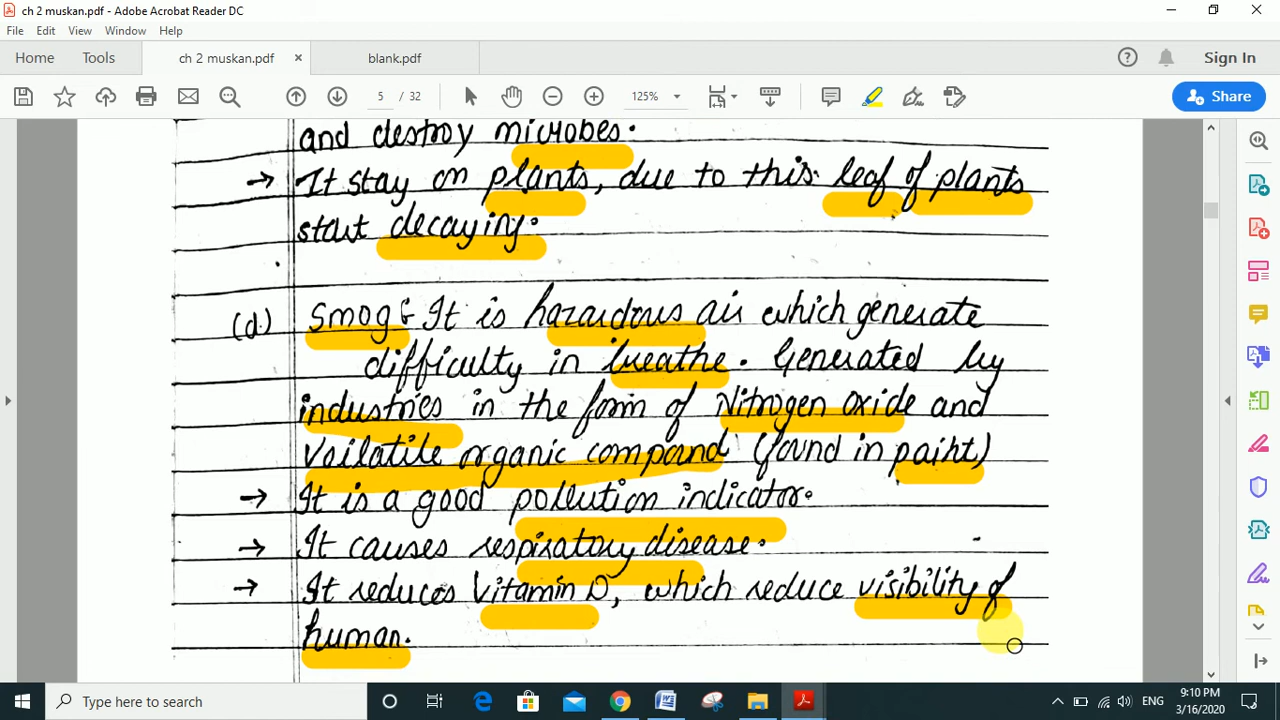 ch 2 muskan.pdf - Adobe Acrobat Reader DC
File Edit View Window Help
Home Tools ch 2 muskan.pdf × blank.pdf Sign In
5 / 32 125% Share
and destroy microbes.
→ It stay on plants, due to this leaf of plants
start decaying.
(d) Smog : It is hazardous air which generate
difficulty in breathe. Generated by
industries in the form of Nitrogen oxide and
Voilatile organic compound (found in paint)
→ It is a good pollution indicator.
→ It causes respiratory disease.
→ It reduces Vitamin D, which reduce visibility of
human.
Type here to search ENG 9:10 PM
3/16/2020